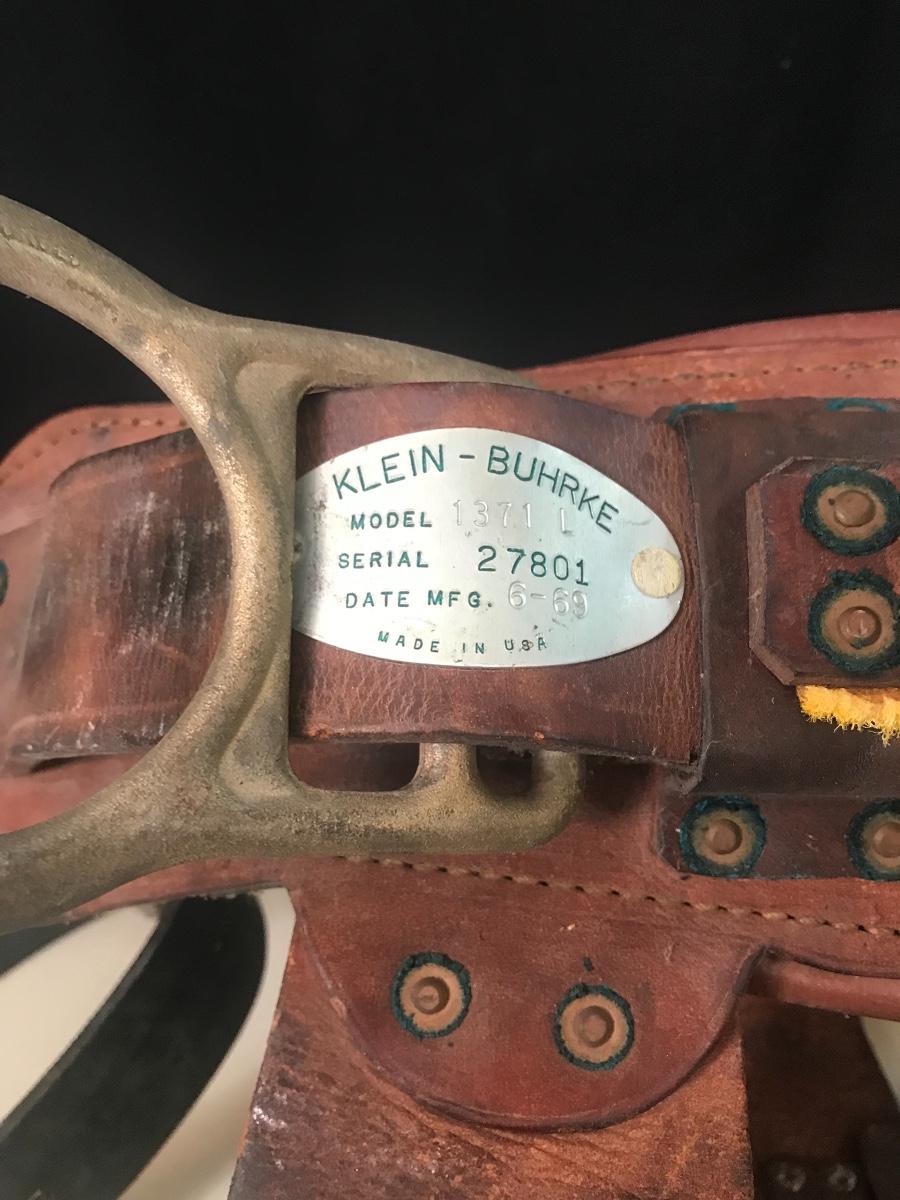 KLEIN - BUHRKE
MODEL 1371 L
SERIAL 27801
DATE MFG. 6-69
MADE IN USA